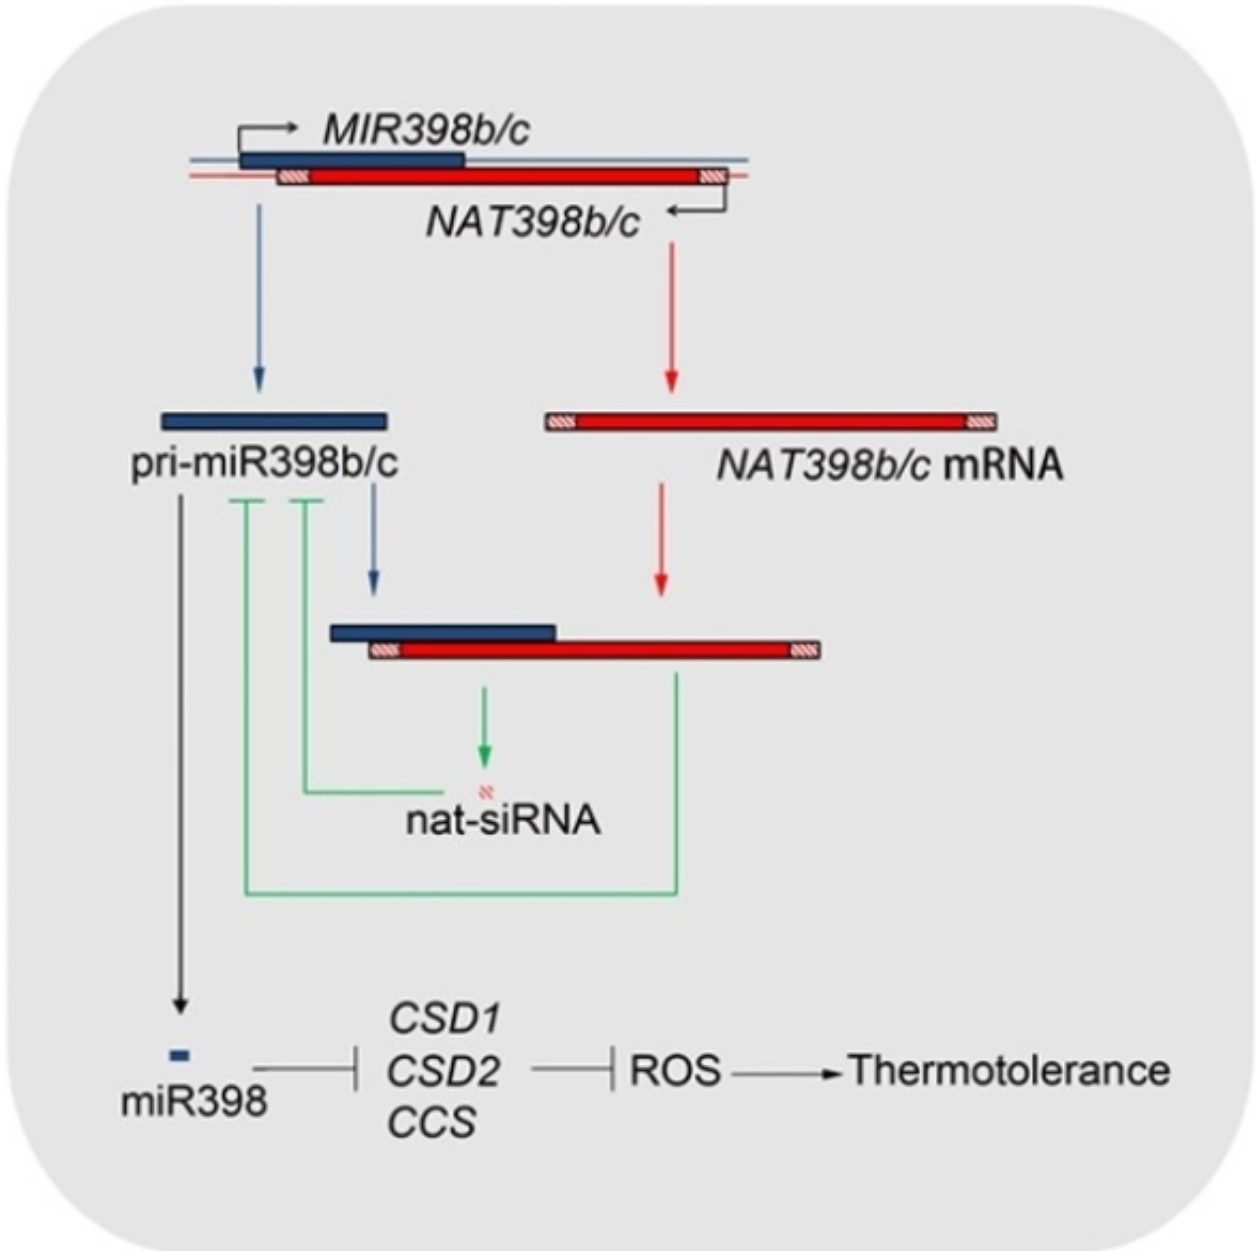 MIR398b/c
NAT398b/c
pri-miR398b/c
NAT398b/c mRNA
nat-siRNA
CSD1
miR398
CSD2
CCS
ROS
Thermotolerance